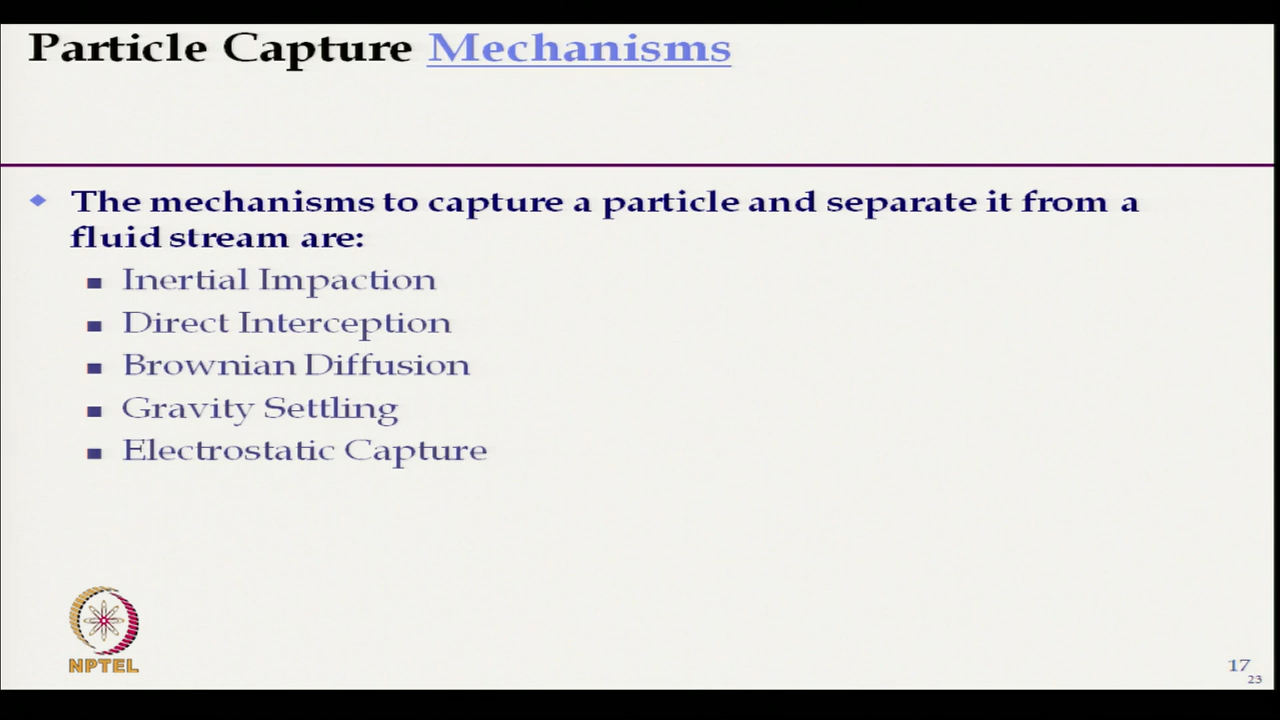 Particle Capture Mechanisms
The mechanisms to capture a particle and separate it from a
fluid stream are:
Inertial Impaction
Direct Interception
Brownian Diffusion
Gravity Settling
Electrostatic Capture
NPTEL
17
23